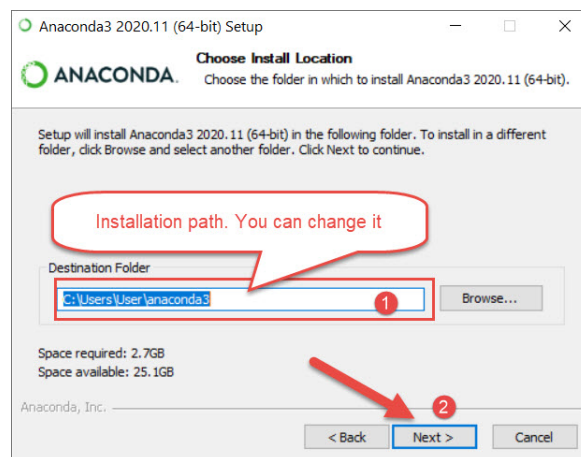 Anaconda3 2020.11 (64-bit) Setup
Choose Install Location
ANACONDA.
Choose the folder in which to install Anaconda3 2020.11 (64-bit).
Setup will install Anaconda3 2020.11 (64-bit) in the following folder. To install in a different
folder, click Browse and select another folder. Click Next to continue.
Installation path. You can change it
Destination Folder
C:\Users\User\anaconda3
1
Browse...
Space required: 2.7GB
Space available: 25.1GB
Anaconda, Inc.
2
< Back
Next >
Cancel